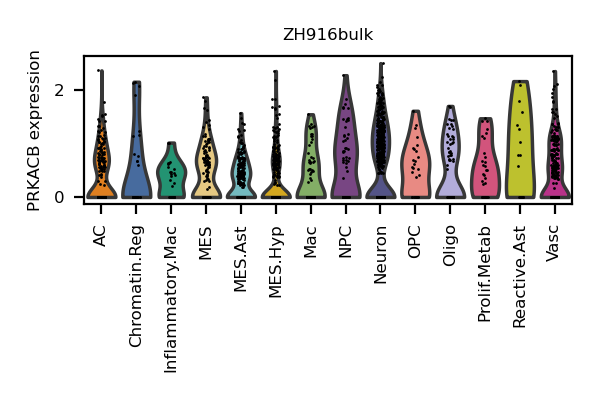 ZH916bulk
PRKACB expression
2
0
AC
Chromatin.Reg
Inflammatory.Mac
MES
MES.Ast
MES.Hyp
Mac
NPC
Neuron
OPC
Oligo
Prolif.Metab
Reactive.Ast
Vasc